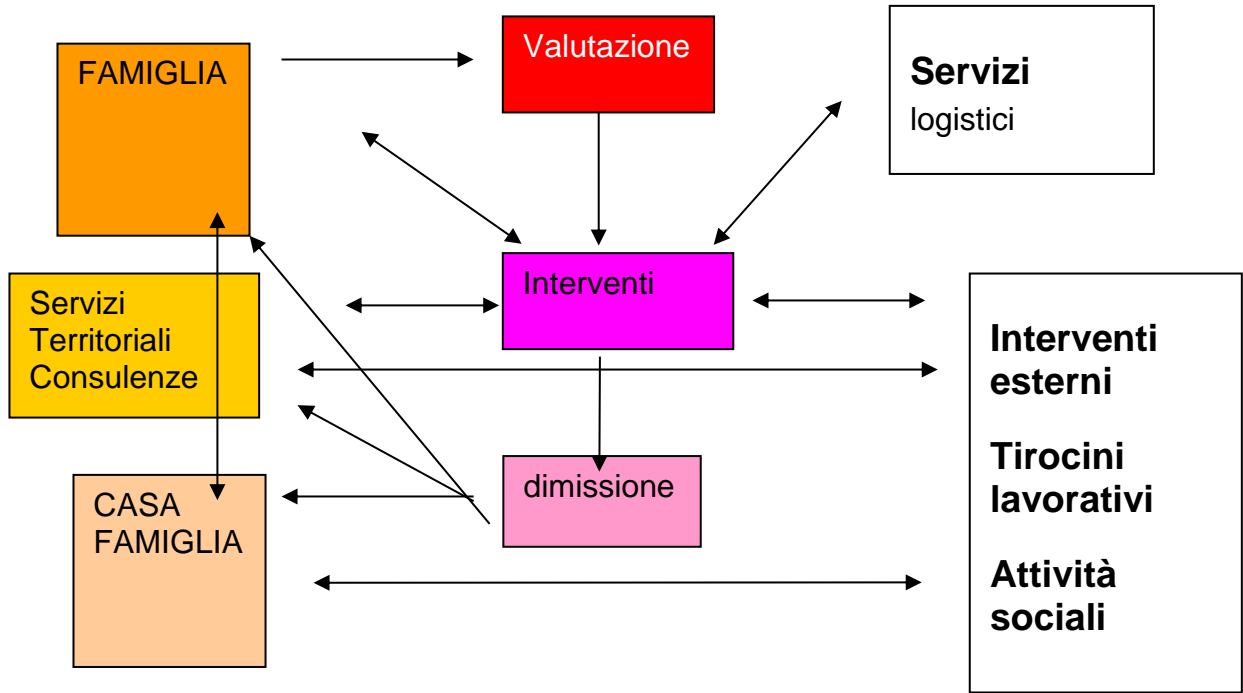 FAMIGLIA
Valutazione
Servizi
logistici
Servizi
Territoriali
Consulenze
Interventi
Interventi
esterni
Tirocini
lavorativi
Attività
sociali
CASA
FAMIGLIA
dimissione